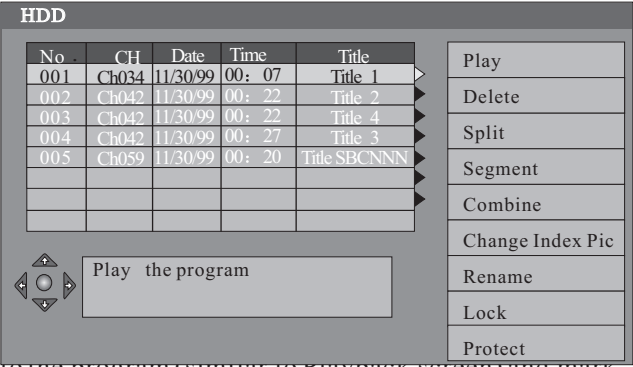 HDD
No . CH Date Time Title
001 Ch034 11/30/99 00: 07 Title 1
002 Ch042 11/30/99 00: 22 Title 2
003 Ch042 11/30/99 00: 22 Title 4
004 Ch042 11/30/99 00: 27 Title 3
005 Ch059 11/30/99 00: 20 Title SBCNNN
Play the program
Play
Delete
Split
Segment
Combine
Change Index Pic
Rename
Lock
Protect